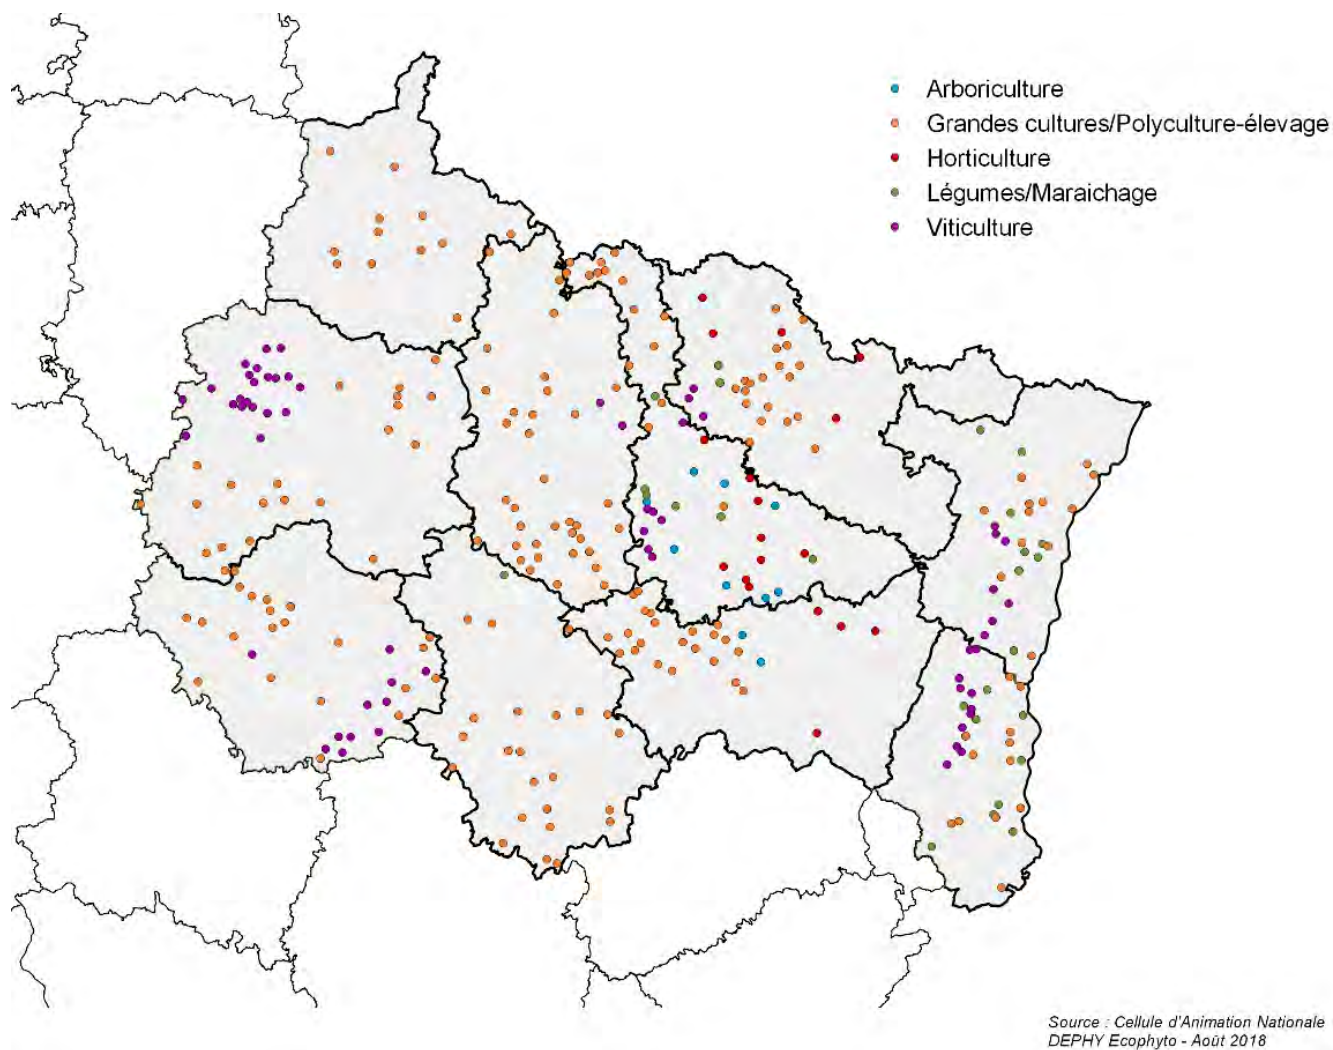 Arboriculture
Grandes cultures/Polyculture-élevage
Horticulture
Légumes/Maraichage
Viticulture
Source : Cellule d'Animation Nationale
DEPHY Ecophyto - Août 2018